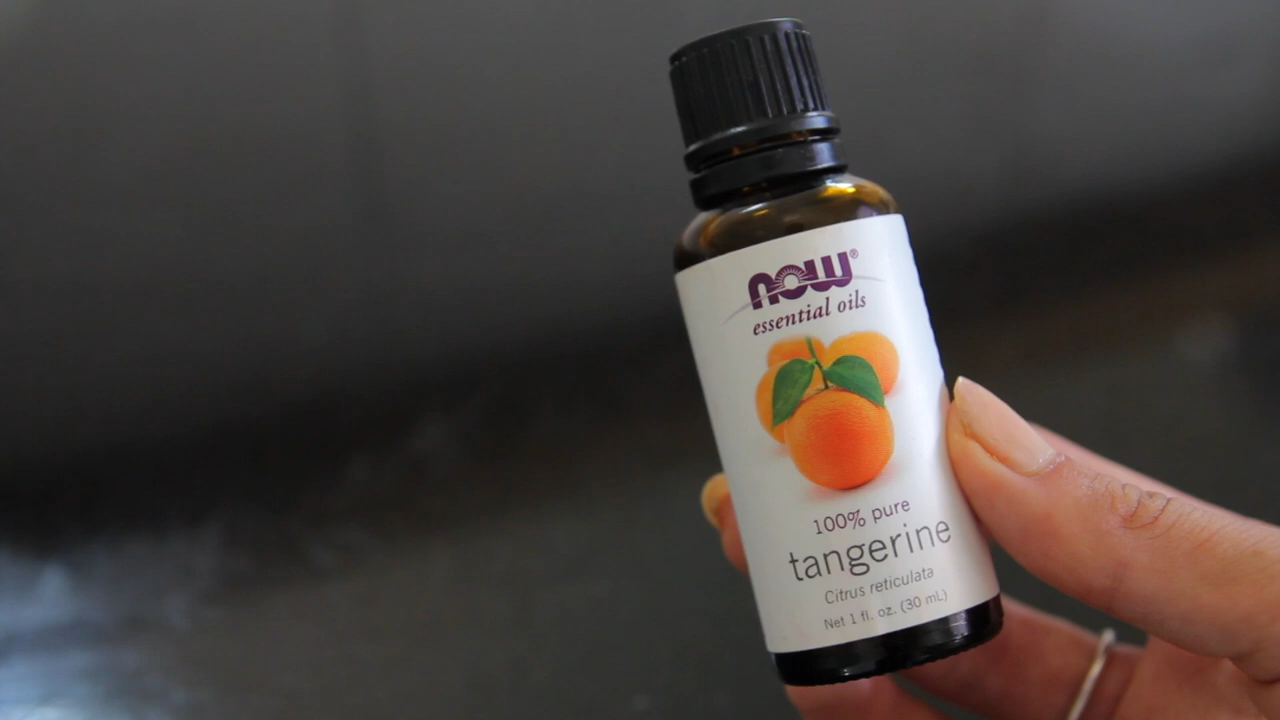 now®
essential oils
100% pure
tangerine
Citrus reticulata
Net 1 fl. oz. (30 mL)